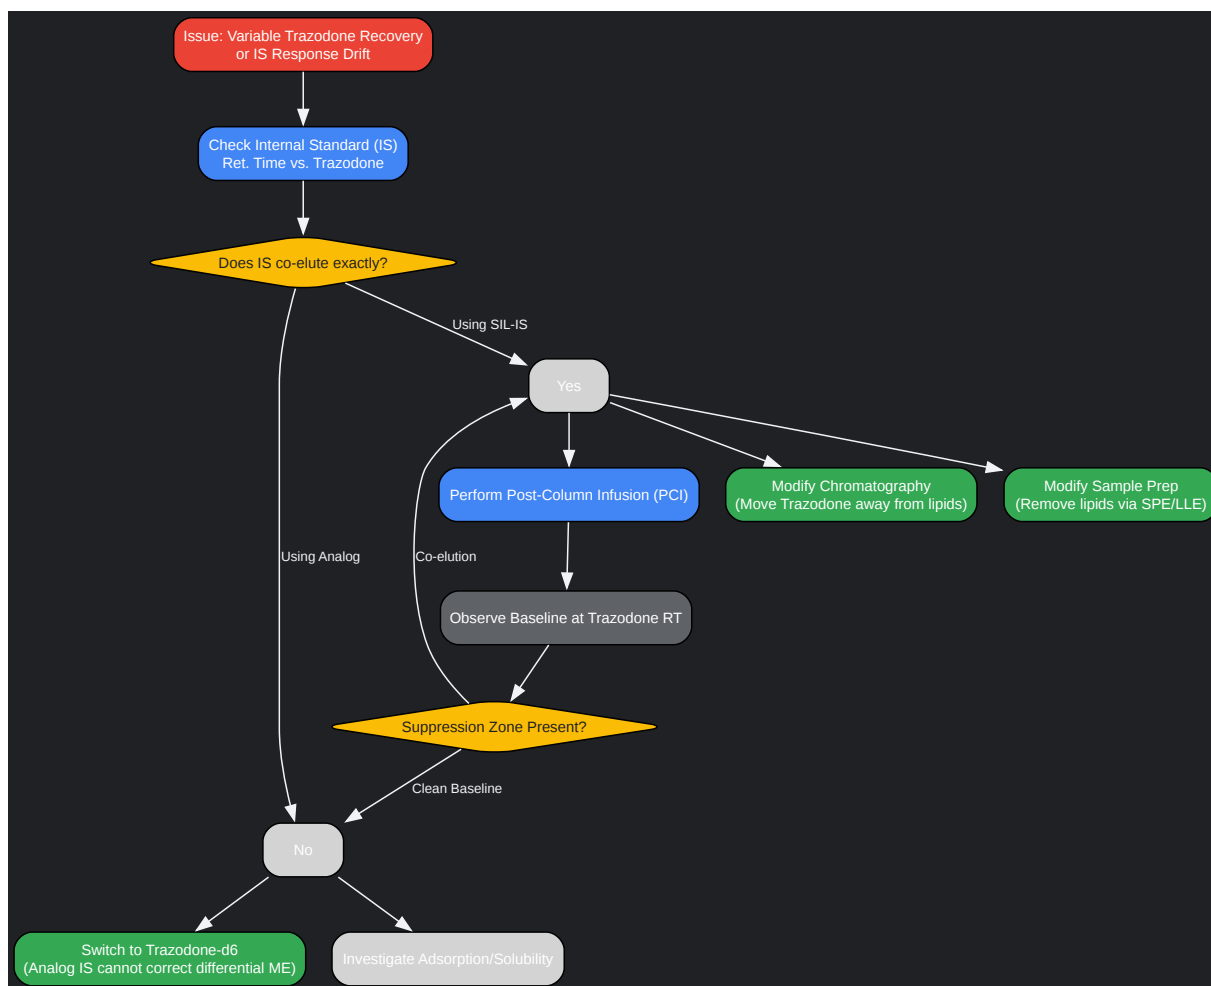 Issue: Variable Trazodone Recovery
or IS Response Drift
Check Internal Standard (IS)
Ret. Time vs. Trazodone
Does IS co-elute exactly?
Using SIL-IS
Yes
Perform Post-Column Infusion (PCI)
Modify Chromatography
(Move Trazodone away from lipids)
Modify Sample Prep
(Remove lipids via SPE/LLE)
Using Analog
Co-elution
Observe Baseline at Trazodone RT
Suppression Zone Present?
Clean Baseline
No
Switch to Trazodone-d6
(Analog IS cannot correct differential ME)
Investigate Adsorption/Solubility